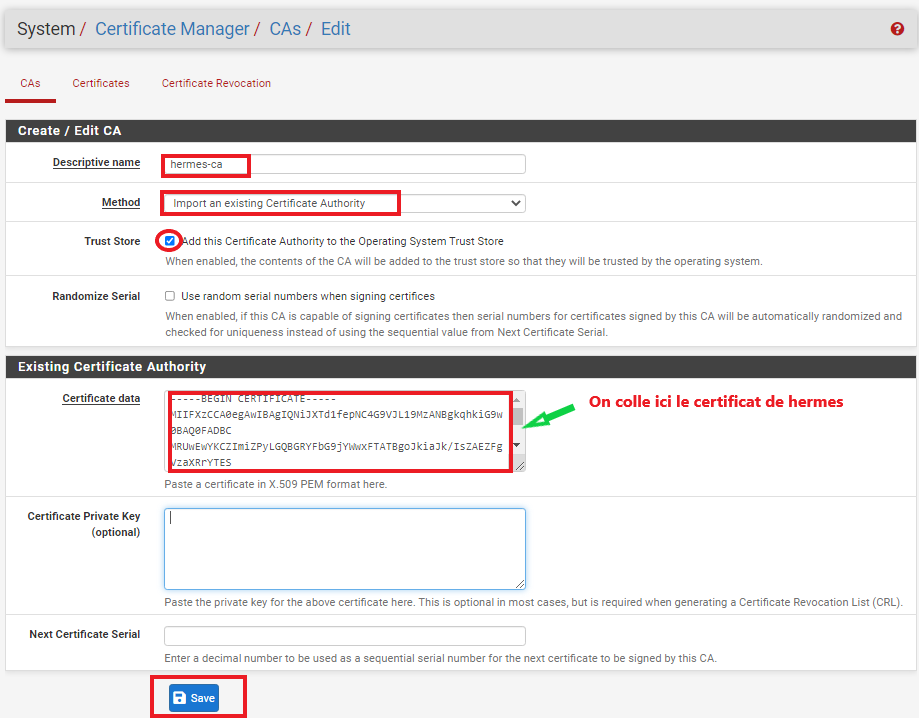 System / Certificate Manager / CAs / Edit
CAs Certificates Certificate Revocation
Create / Edit CA
Descriptive name hermes-ca
Method Import an existing Certificate Authority
Trust Store Add this Certificate Authority to the Operating System Trust Store
When enabled, the contents of the CA will be added to the trust store so that they will be trusted by the operating system.
Randomize Serial Use random serial numbers when signing certifices
When enabled, if this CA is capable of signing certificates then serial numbers for certificates signed by this CA will be automatically randomized and
checked for uniqueness instead of using the sequential value from Next Certificate Serial.
Existing Certificate Authority
Certificate data -----BEGIN CERTIFICATE-----
MIIFXzCCA0egAwIBAgIQNiJXTd1fepNC4G9VJL19MzANBgkqhkiG9w
0BAQ0FADBC
MRUwEwYKCZImiZPyLGQBGRYFbG9jYWwxFTATBgoJkiaJk/IsZAEZFg
VzaXRrYTES
On colle ici le certificat de hermes
Paste a certificate in X.509 PEM format here.
Certificate Private Key
(optional)
Paste the private key for the above certificate here. This is optional in most cases, but is required when generating a Certificate Revocation List (CRL).
Next Certificate Serial
Enter a decimal number to be used as a sequential serial number for the next certificate to be signed by this CA.
Save